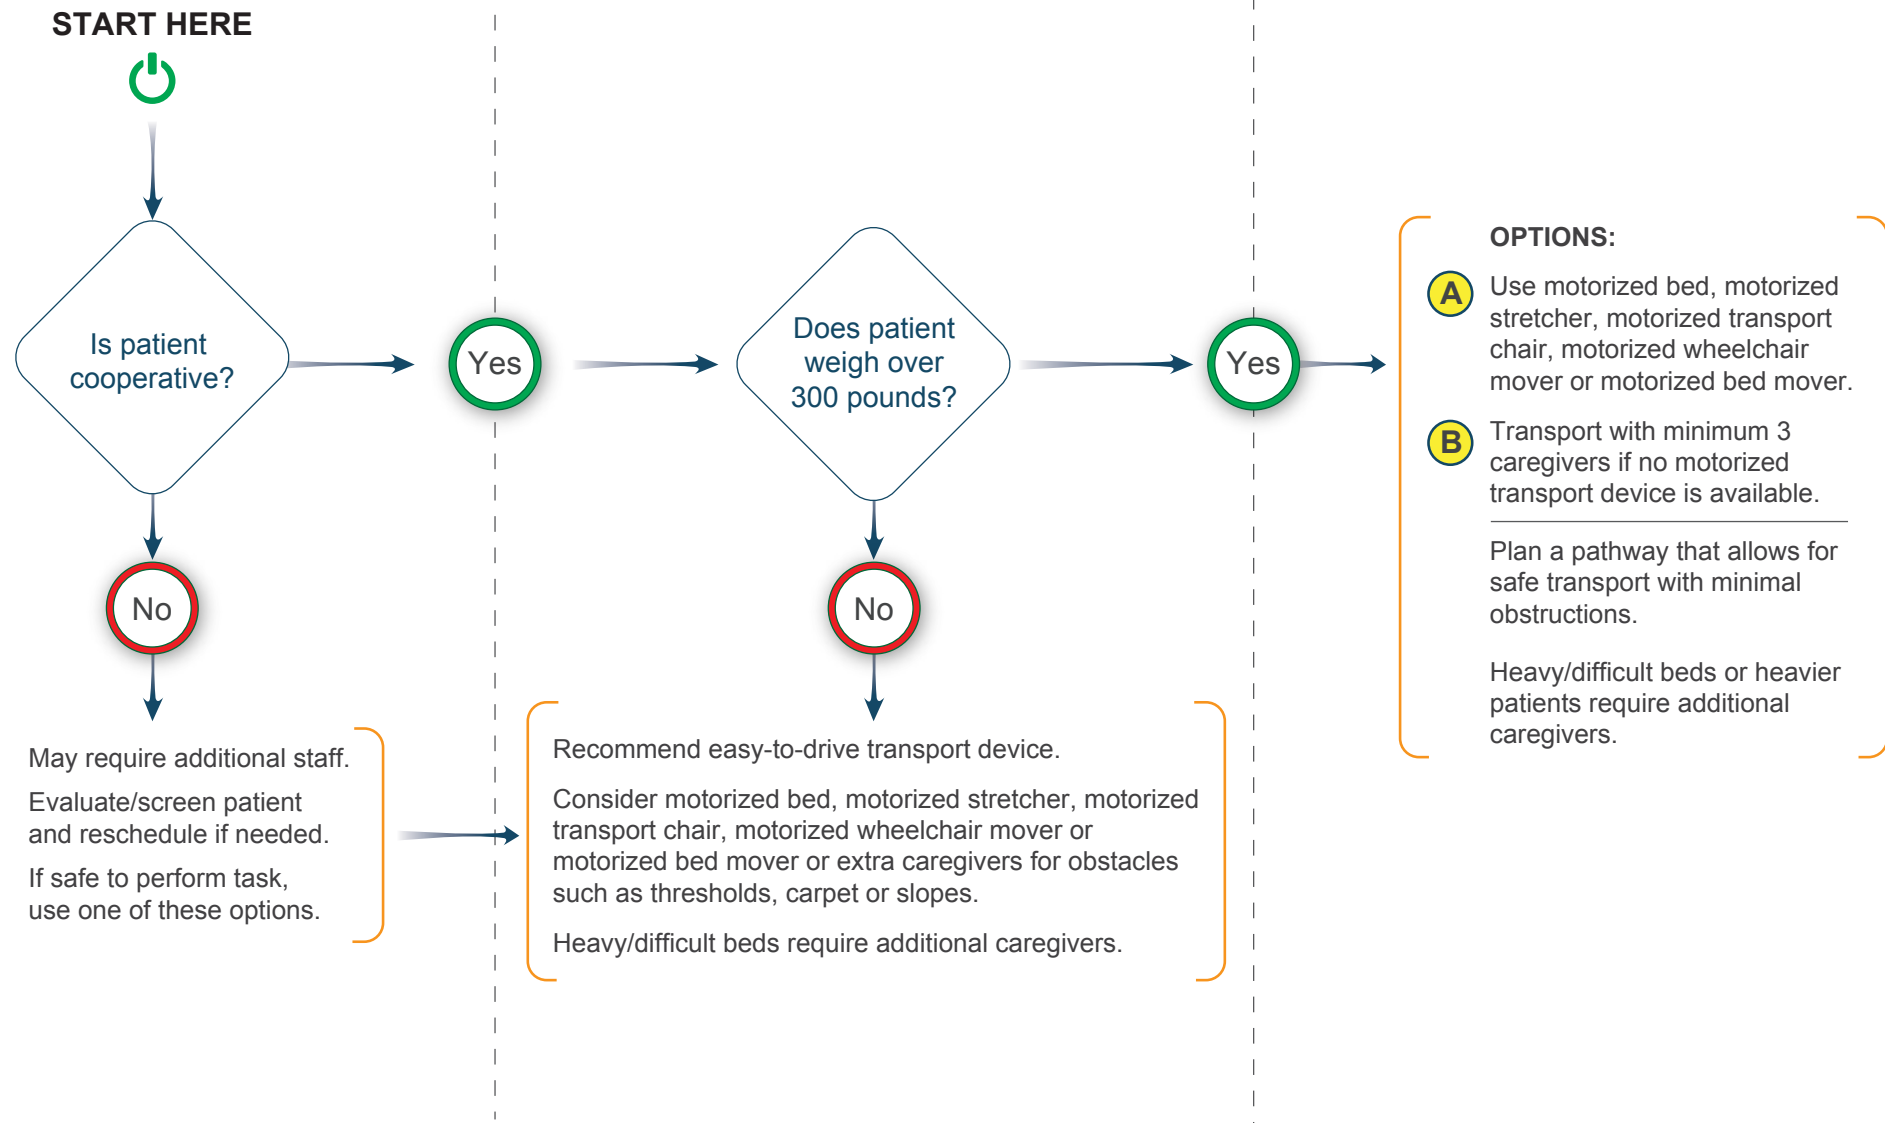 START HERE
Is patient
cooperative?
Yes
Does patient
weigh over
300 pounds?
Yes
OPTIONS:
A
Use motorized bed, motorized
stretcher, motorized transport
chair, motorized wheelchair
mover or motorized bed mover.
B
Transport with minimum 3
caregivers if no motorized
transport device is available.
Plan a pathway that allows for
safe transport with minimal
obstructions.
Heavy/difficult beds or heavier
patients require additional
caregivers.
No
May require additional staff.
Evaluate/screen patient
and reschedule if needed.
If safe to perform task,
use one of these options.
No
Recommend easy-to-drive transport device.
Consider motorized bed, motorized stretcher, motorized
transport chair, motorized wheelchair mover or
motorized bed mover or extra caregivers for obstacles
such as thresholds, carpet or slopes.
Heavy/difficult beds require additional caregivers.